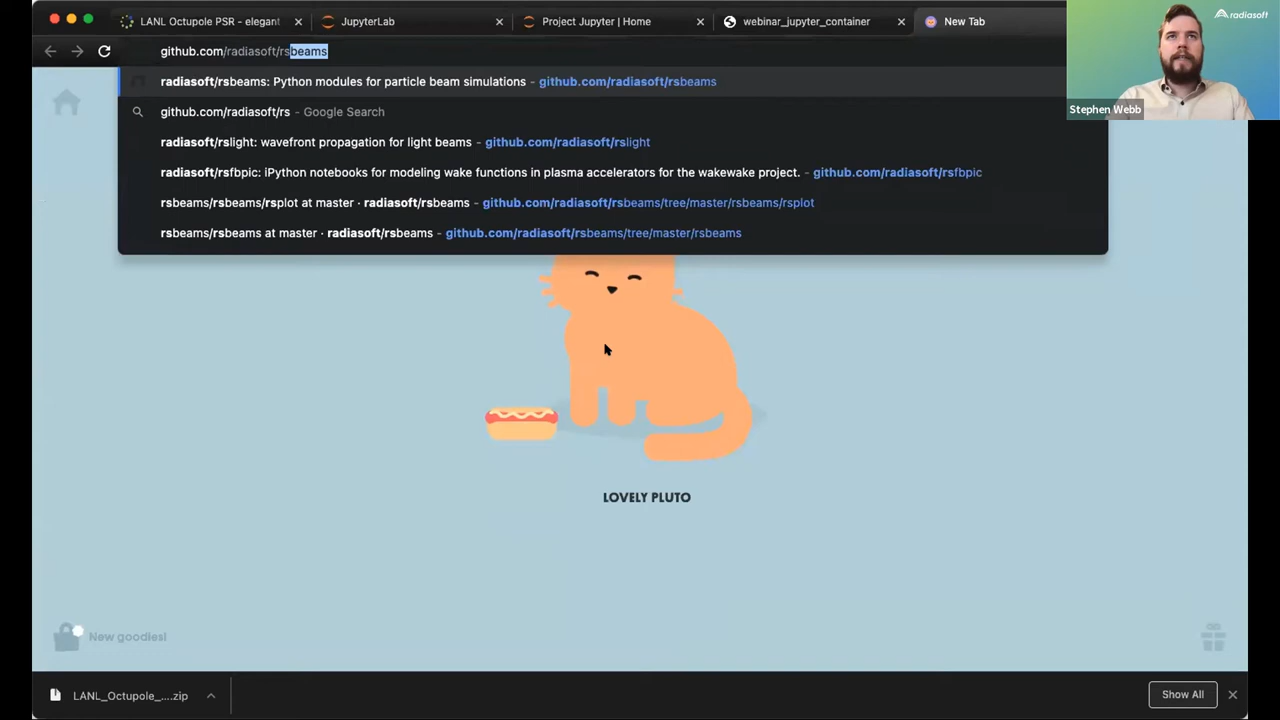 LANL Octupole PSR - elegant
JupyterLab
Project Jupyter | Home
webinar_jupyter_container
New Tab
radiasoft
github.com/radiasoft/rsbeams
radiasoft/rsbeams: Python modules for particle beam simulations - github.com/radiasoft/rsbeams
Stephen Webb
github.com/radiasoft/rs - Google Search
radiasoft/rslight: wavefront propagation for light beams - github.com/radiasoft/rslight
radiasoft/rsfbpic: iPython notebooks for modeling wake functions in plasma accelerators for the wakewake project. - github.com/radiasoft/rsfbpic
rsbeams/rsbeams/rsplot at master · radiasoft/rsbeams - github.com/radiasoft/rsbeams/tree/master/rsbeams/rsplot
rsbeams/rsbeams at master · radiasoft/rsbeams - github.com/radiasoft/rsbeams/tree/master/rsbeams
LOVELY PLUTO
New goodies!
LANL_Octupole_....zip
Show All